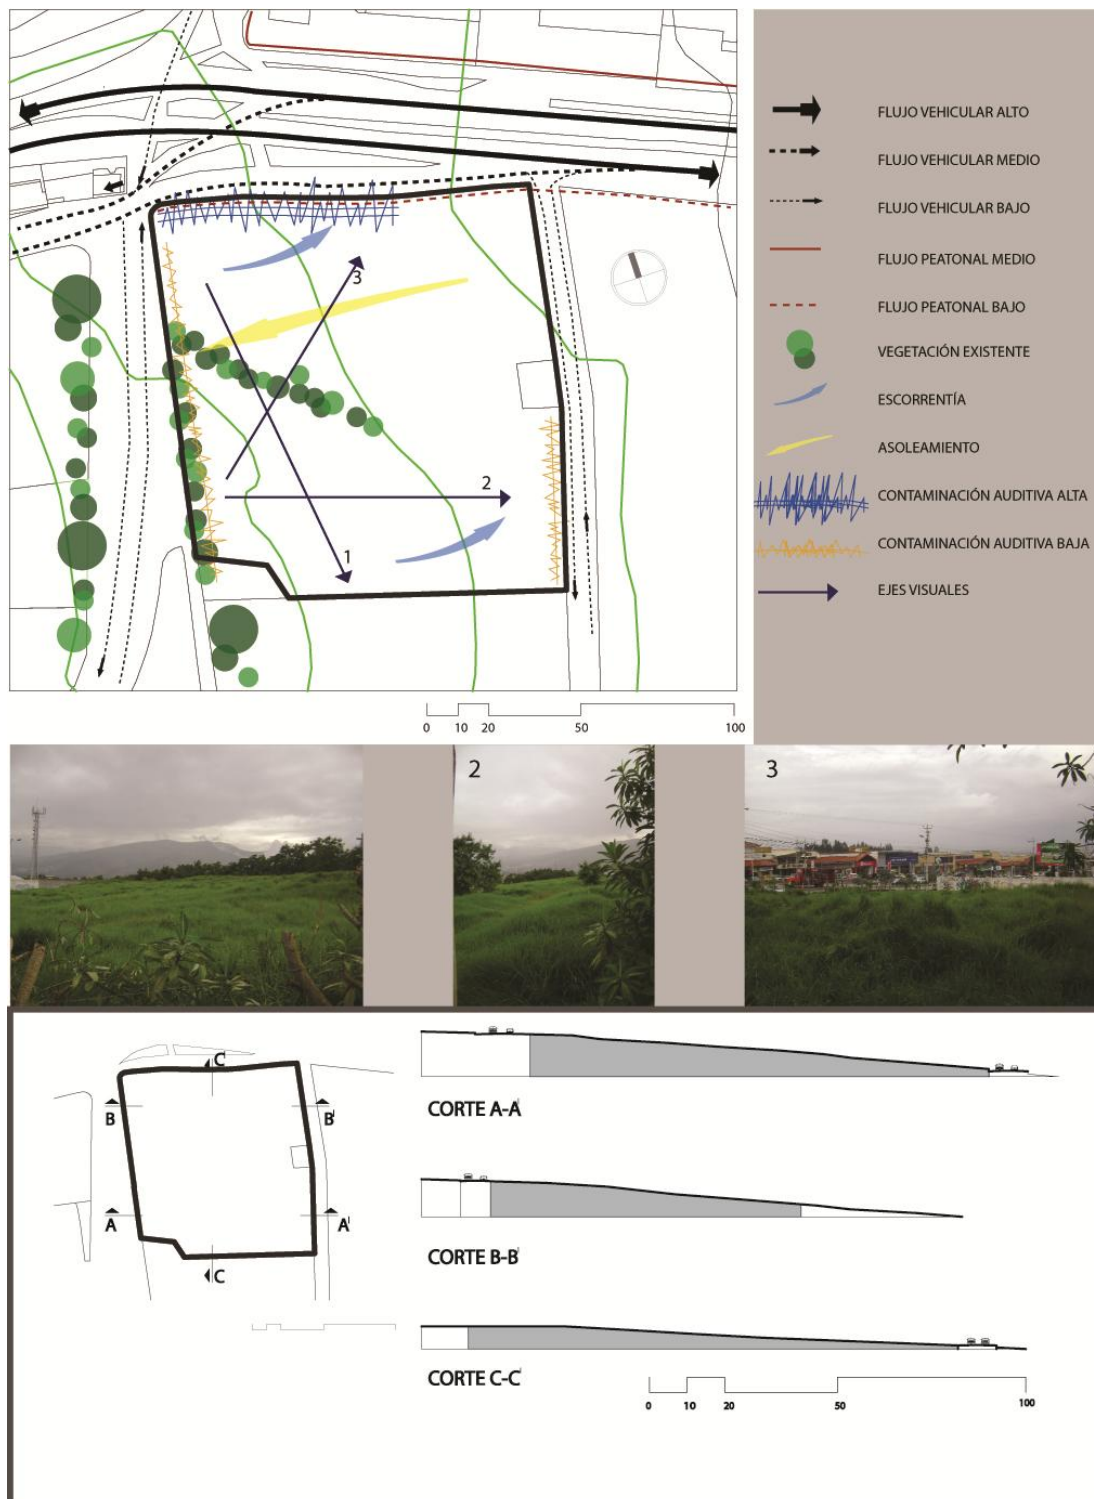 3
2
1
0 10 20 50 100
FLUJO VEHICULAR ALTO
FLUJO VEHICULAR MEDIO
FLUJO VEHICULAR BAJO
FLUJO PEATONAL MEDIO
FLUJO PEATONAL BAJO
VEGETACIÓN EXISTENTE
ESCORRENTÍA
ASOLEAMIENTO
CONTAMINACIÓN AUDITIVA ALTA
CONTAMINACIÓN AUDITIVA BAJA
EJES VISUALES
2
3
C'
B B'
A A'
C
CORTE A-A'
CORTE B-B'
CORTE C-C'
0 10 20 50 100